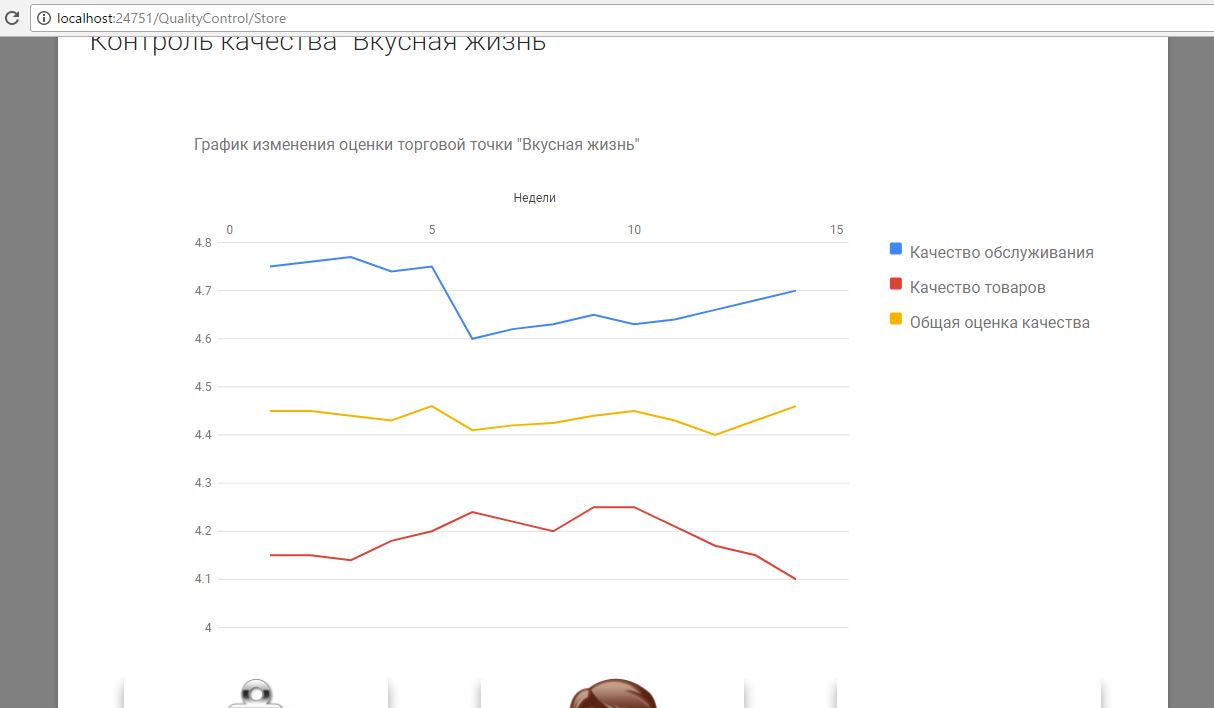 localhost:24751/QualityControl/Store
Контроль качества "Вкусная жизнь"
График изменения оценки торговой точки "Вкусная жизнь"
Недели
0 5 10 15
4.8
4.7
4.6
4.5
4.4
4.3
4.2
4.1
4
Качество обслуживания
Качество товаров
Общая оценка качества